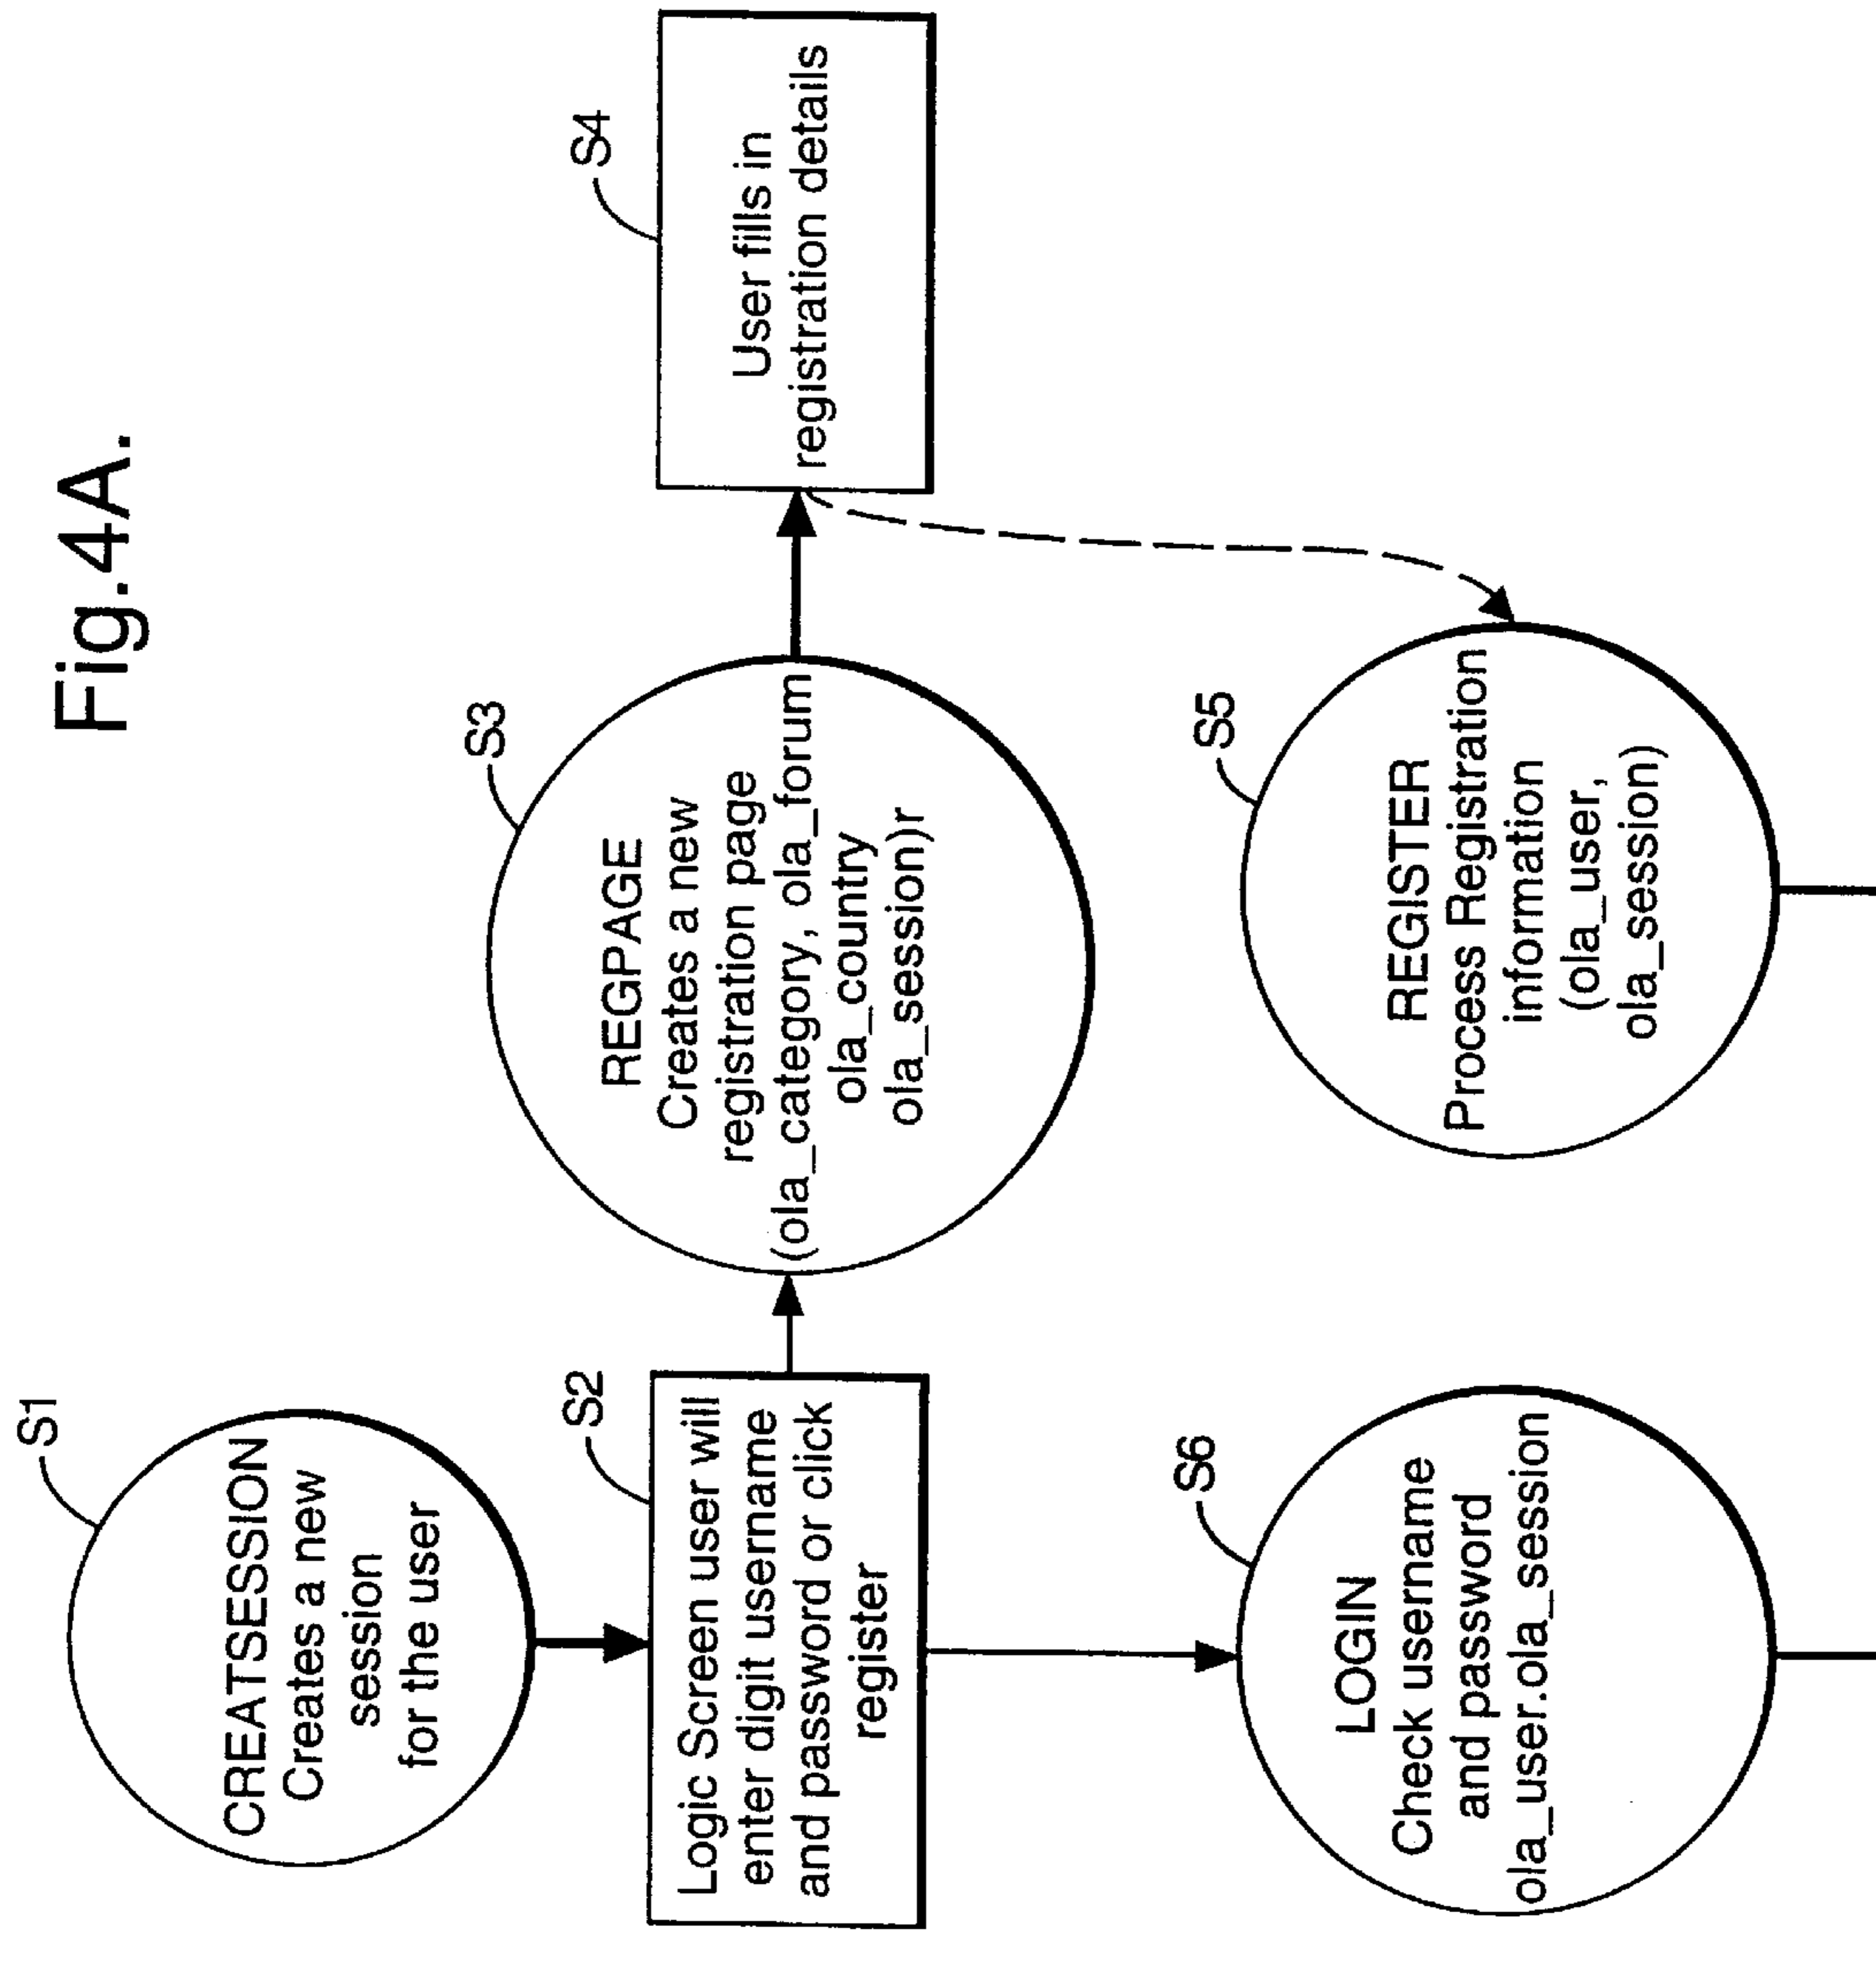 Fig.4A.
S1
CREATSESSION
Creates a new
session
for the user
S2
Logic Screen user will
enter digit username
and password or click
register
S3
REGPAGE
Creates a new
registration page
(ola_category, ola_forum
ola_country
ola_session)r
S4
User fills in
registration details
S5
REGISTER
Process Registration
information
(ola_user,
ola_session)
S6
LOGIN
Check username
and password
ola_user.ola_session